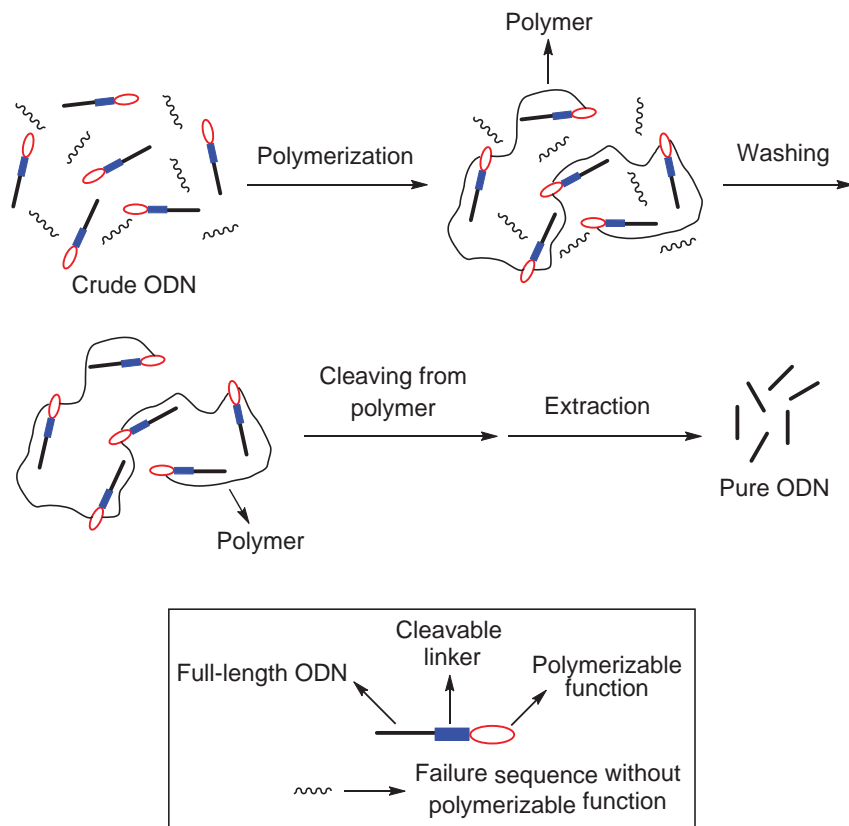 Polymer
Polymerization
Washing
Crude ODN
Cleaving from
polymer
Extraction
Pure ODN
Polymer
Cleavable
linker
Full-length ODN
Polymerizable
function
Failure sequence without
polymerizable function